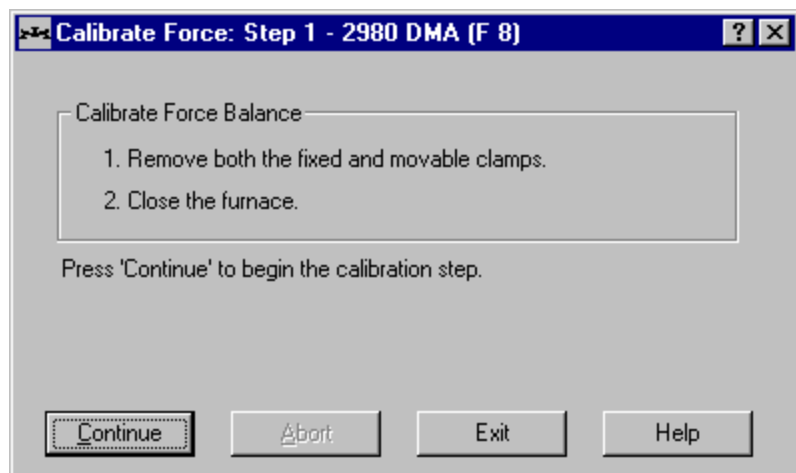 Calibrate Force: Step 1 - 2980 DMA (F 8)
Calibrate Force Balance
1. Remove both the fixed and movable clamps.
2. Close the furnace.
Press 'Continue' to begin the calibration step.
Continue Abort Exit Help